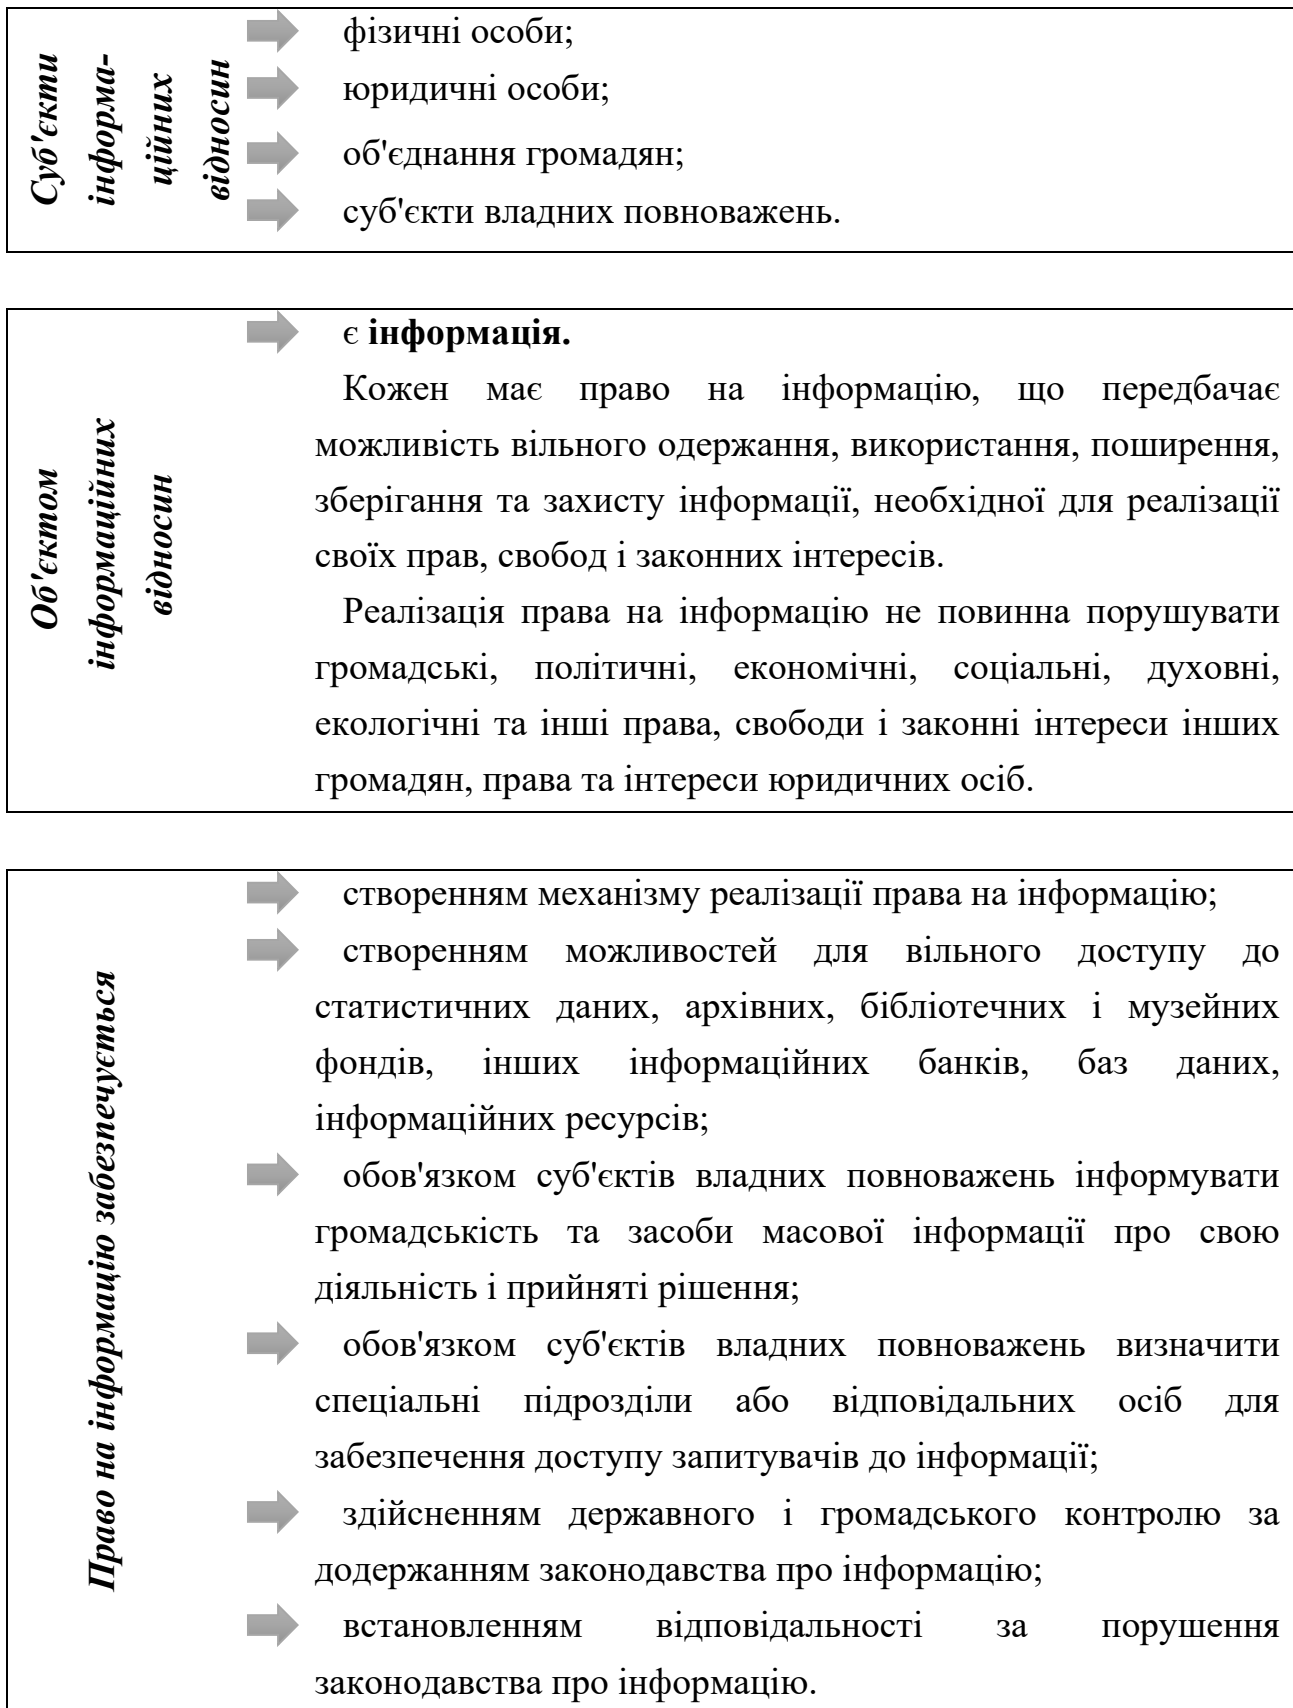 Суб'єкти
інформа-
ційних
відносин
фізичні особи;
юридичні особи;
об'єднання громадян;
суб'єкти владних повноважень.
Об'єктом
інформаційних
відносин
є інформація.
Кожен має право на інформацію, що передбачає
можливість вільного одержання, використання, поширення,
зберігання та захисту інформації, необхідної для реалізації
своїх прав, свобод і законних інтересів.
Реалізація права на інформацію не повинна порушувати
громадські, політичні, економічні, соціальні, духовні,
екологічні та інші права, свободи і законні інтереси інших
громадян, права та інтереси юридичних осіб.
Право на інформацію забезпечується
створенням механізму реалізації права на інформацію;
створенням можливостей для вільного доступу до
статистичних даних, архівних, бібліотечних і музейних
фондів, інших інформаційних банків, баз даних,
інформаційних ресурсів;
обов'язком суб'єктів владних повноважень інформувати
громадськість та засоби масової інформації про свою
діяльність і прийняті рішення;
обов'язком суб'єктів владних повноважень визначити
спеціальні підрозділи або відповідальних осіб для
забезпечення доступу запитувачів до інформації;
здійсненням державного і громадського контролю за
додержанням законодавства про інформацію;
встановленням відповідальності за порушення
законодавства про інформацію.